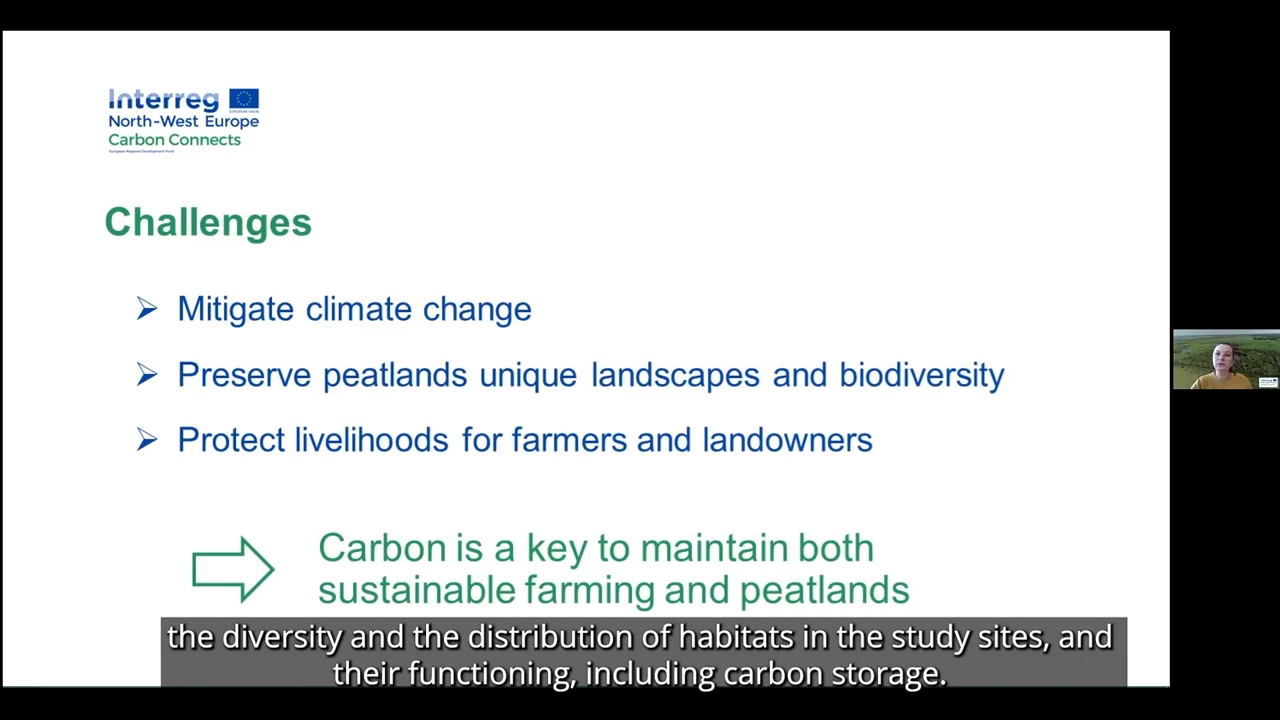 Interreg
EUROPEAN UNION
North-West Europe
Carbon Connects
European Regional Development Fund
Challenges
Mitigate climate change
Preserve peatlands unique landscapes and biodiversity
Protect livelihoods for farmers and landowners
Carbon is a key to maintain both
sustainable farming and peatlands
the diversity and the distribution of habitats in the study sites, and
their functioning, including carbon storage.